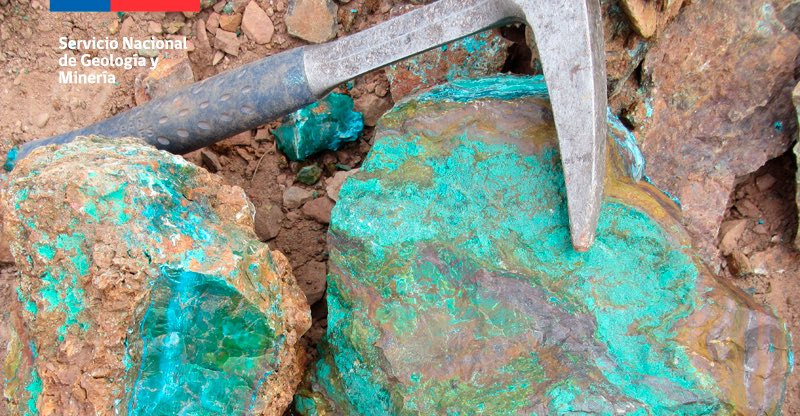 Servicio Nacional
de Geología y
Minería